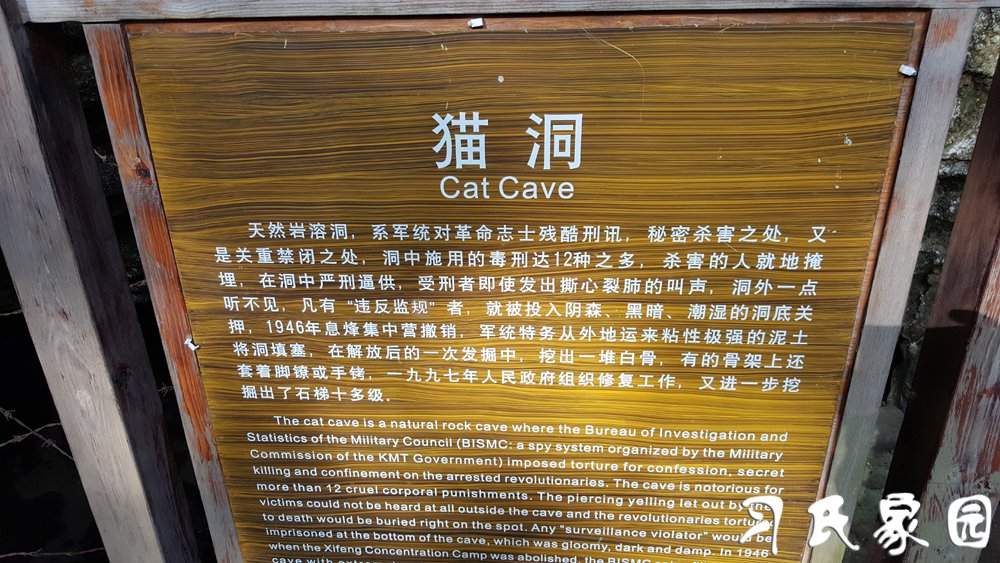 猫洞
Cat Cave
天然岩溶洞，系军统对革命志士残酷刑讯，秘密杀害之处，又
是关重禁闭之处，洞中施用的毒刑达12种之多，杀害的人就地掩
埋，在洞中严刑逼供，受刑者即使发出撕心裂肺的叫声，洞外一点
听不见，凡有“违反监规”者，就被投入阴森、黑暗、潮湿的洞底关
押，1946年息烽集中营撤销，军统特务从外地运来粘性极强的泥土
将洞填塞，在解放后的一次发掘中，挖出一堆白骨，有的骨架上还
套着脚镣或手铐，一九九七年人民政府组织修复工作，又进一步挖
掘出了石梯十多级。
The cat cave is a natural rock cave where the Bureau of Investigation and
Statistics of the Military Council (BISMC: a spy system organized by the Military
Commission of the KMT Government) imposed torture for confession, secret
killing and confinement on the arrested revolutionaries. The cave is notorious for
more than 12 cruel corporal punishments. The piercing yelling let out by the
victims could not be heard at all outside the cave and the revolutionaries
to death would be buried right on the spot. Any "surveillance violator" would be
imprisoned at the bottom of the cave, which was gloomy, dark and damp. In 1946
when the Xifeng Concentration Camp was abolished, the BISMC
cave with
习氏家园